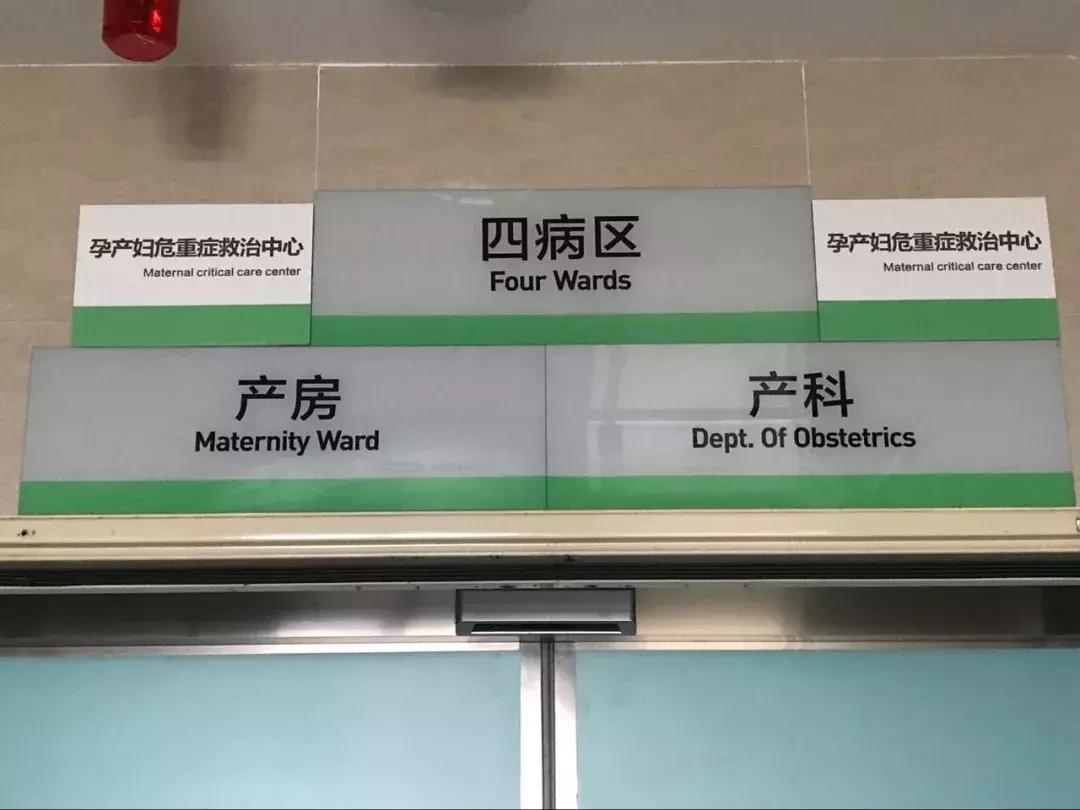 四病区
Four Wards
孕产妇危重症救治中心
Maternal critical care center
孕产妇危重症救治中心
Maternal critical care center
产房
Maternity Ward
产科
Dept. Of Obstetrics